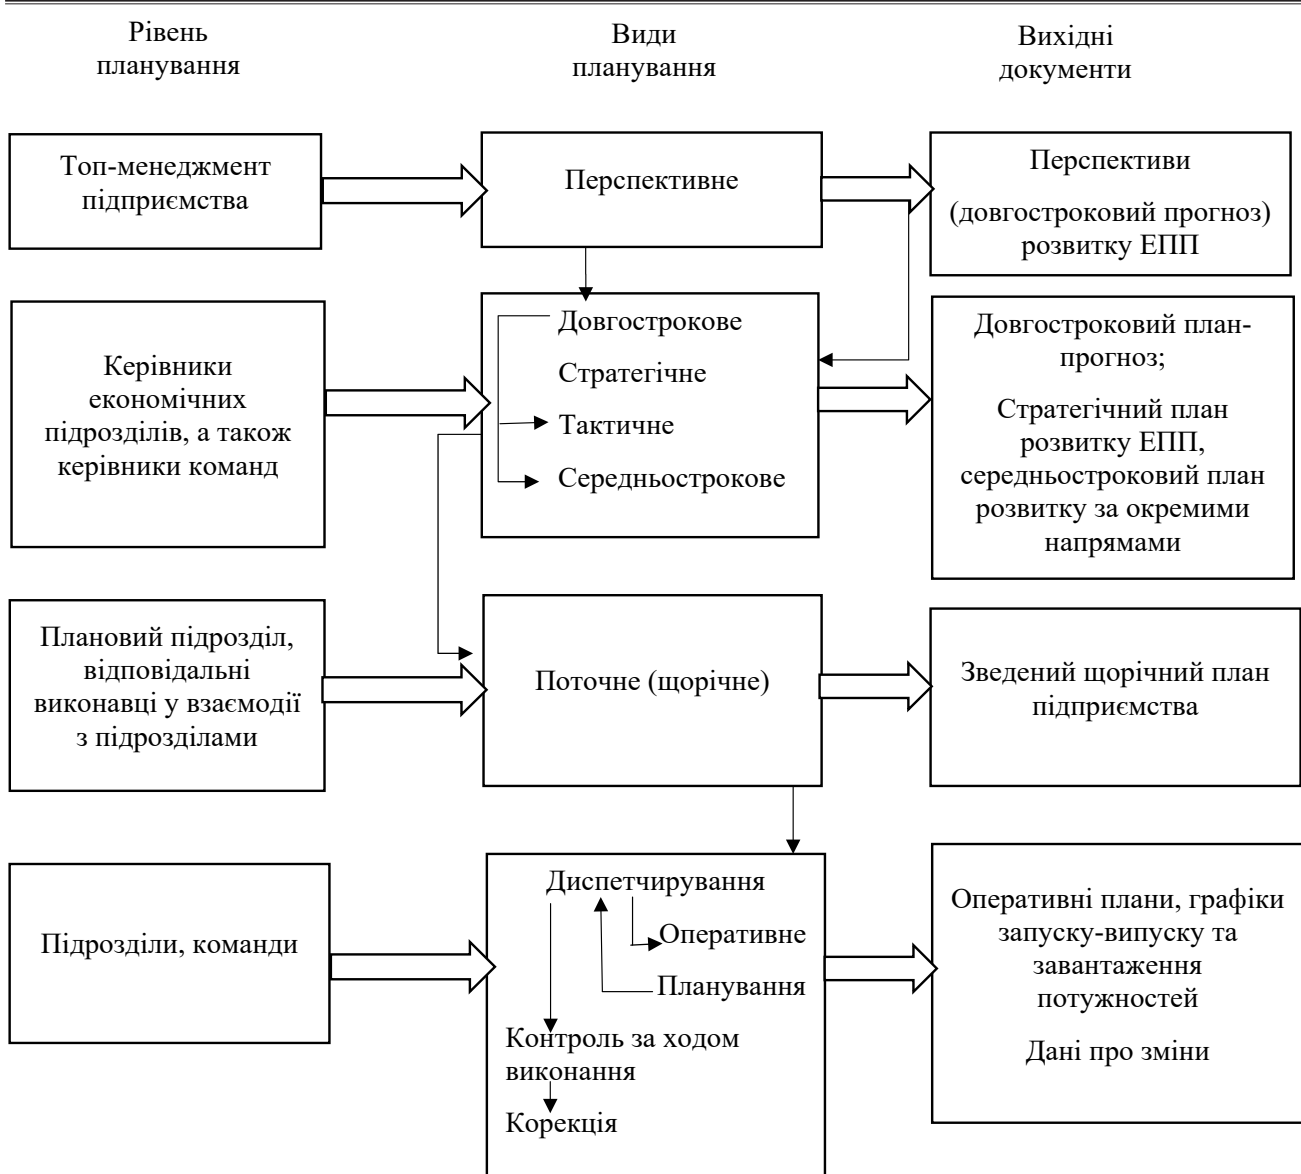 Рівень
планування
Види
планування
Вихідні
документи
Топ-менеджмент
підприємства
Перспективне
Перспективи
(довгостроковий прогноз)
розвитку ЕПП
Керівники
економічних
підрозділів, а також
керівники команд
Довгострокове
Стратегічне
Тактичне
Середньострокове
Довгостроковий план-
прогноз;
Стратегічний план
розвитку ЕПП,
середньостроковий план
розвитку за окремими
напрямами
Плановий підрозділ,
відповідальні
виконавці у взаємодії
з підрозділами
Поточне (щорічне)
Зведений щорічний план
підприємства
Підрозділи, команди
Диспетчирування
Оперативне
Планування
Контроль за ходом
виконання
Корекція
Оперативні плани, графіки
запуску-випуску та
завантаження
потужностей
Дані про зміни